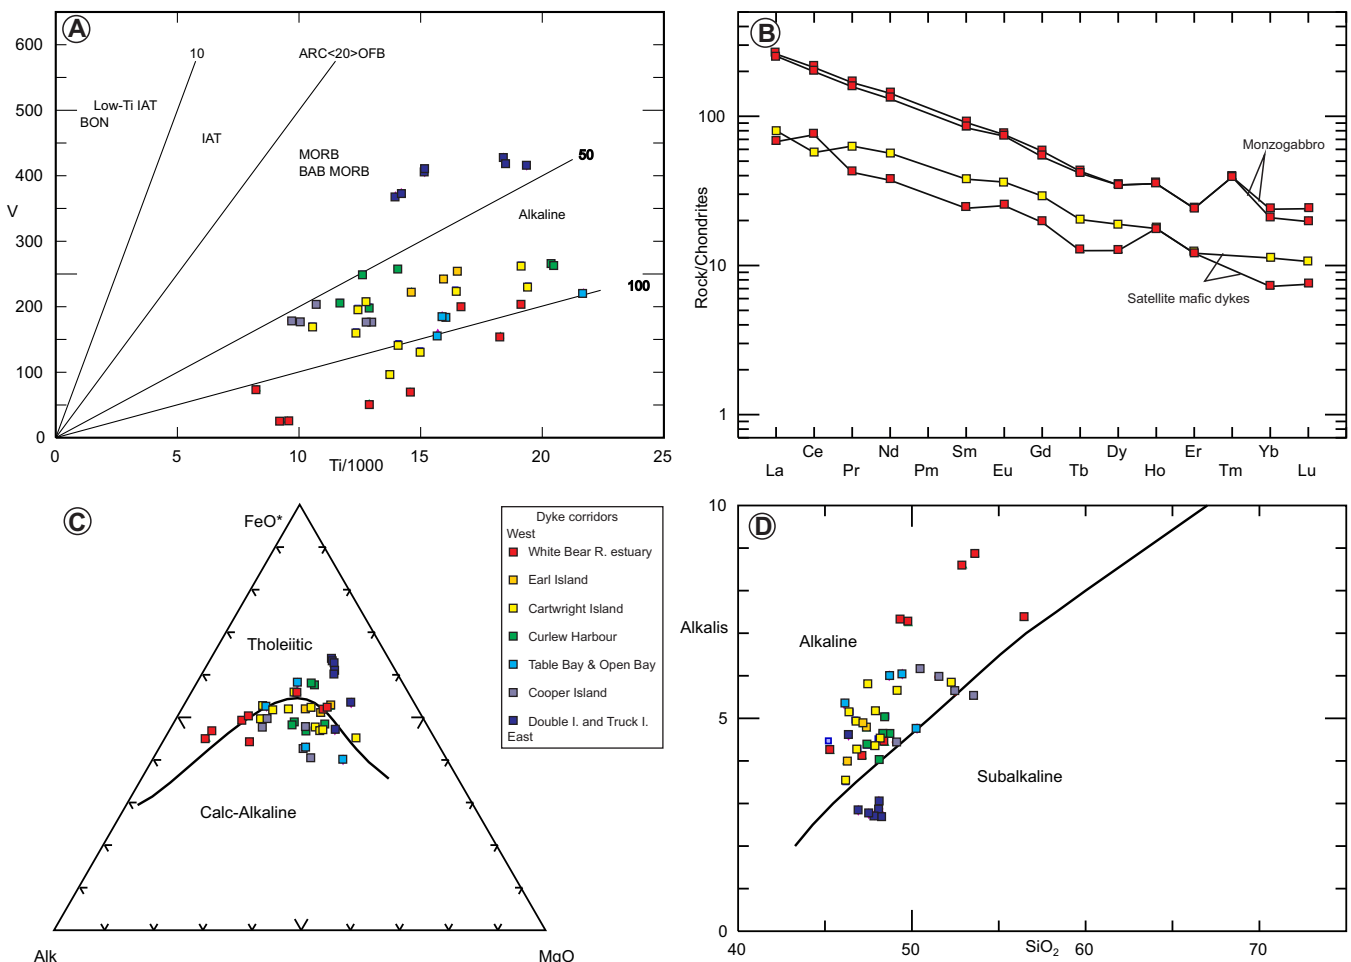 A
600
500
400
V
300
200
100
0
0
5
10
15
20
25
Ti/1000
10
ARC<20>OFB
Low-Ti IAT
BON
IAT
MORB
BAB MORB
50
Alkaline
100
B
Rock/Chondrites
100
10
1
Monzogabbro
Satellite mafic dykes
La
Ce
Pr
Nd
Pm
Sm
Eu
Gd
Tb
Dy
Ho
Er
Tm
Yb
Lu
C
FeO*
Tholeiitic
Calc-Alkaline
Alk
MgO
Dyke corridors
West
White Bear R. estuary
Earl Island
Cartwright Island
Curlew Harbour
Table Bay & Open Bay
Cooper Island
Double I. and Truck I.
East
D
10
Alkalis
5
0
Alkaline
Subalkaline
40
50
SiO₂
60
70